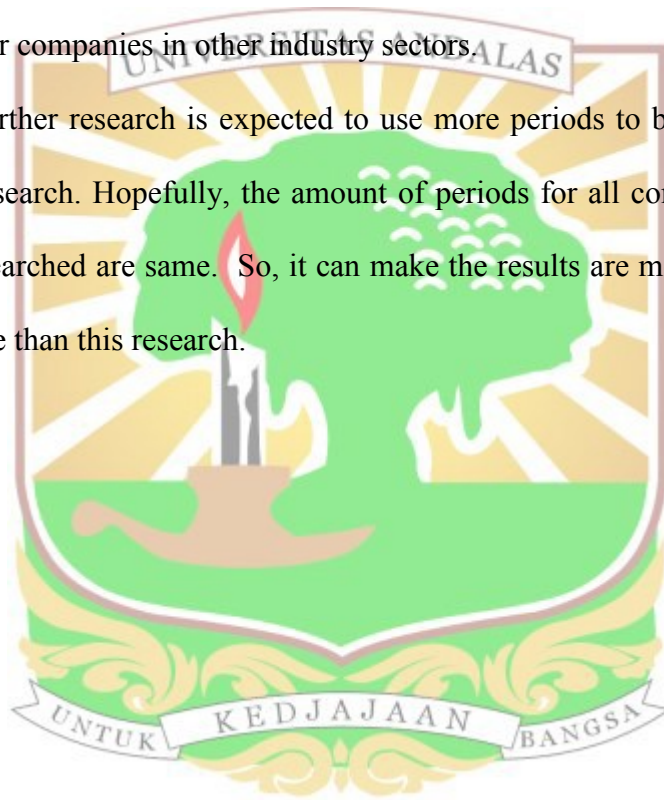 r companies in other industry sectors.
UNIVERSITAS ANDALAS
rther research is expected to use more periods to b
search. Hopefully, the amount of periods for all con
earched are same. So, it can make the results are m
e than this research.
UNTUK KEDJAJAAN BANGSA